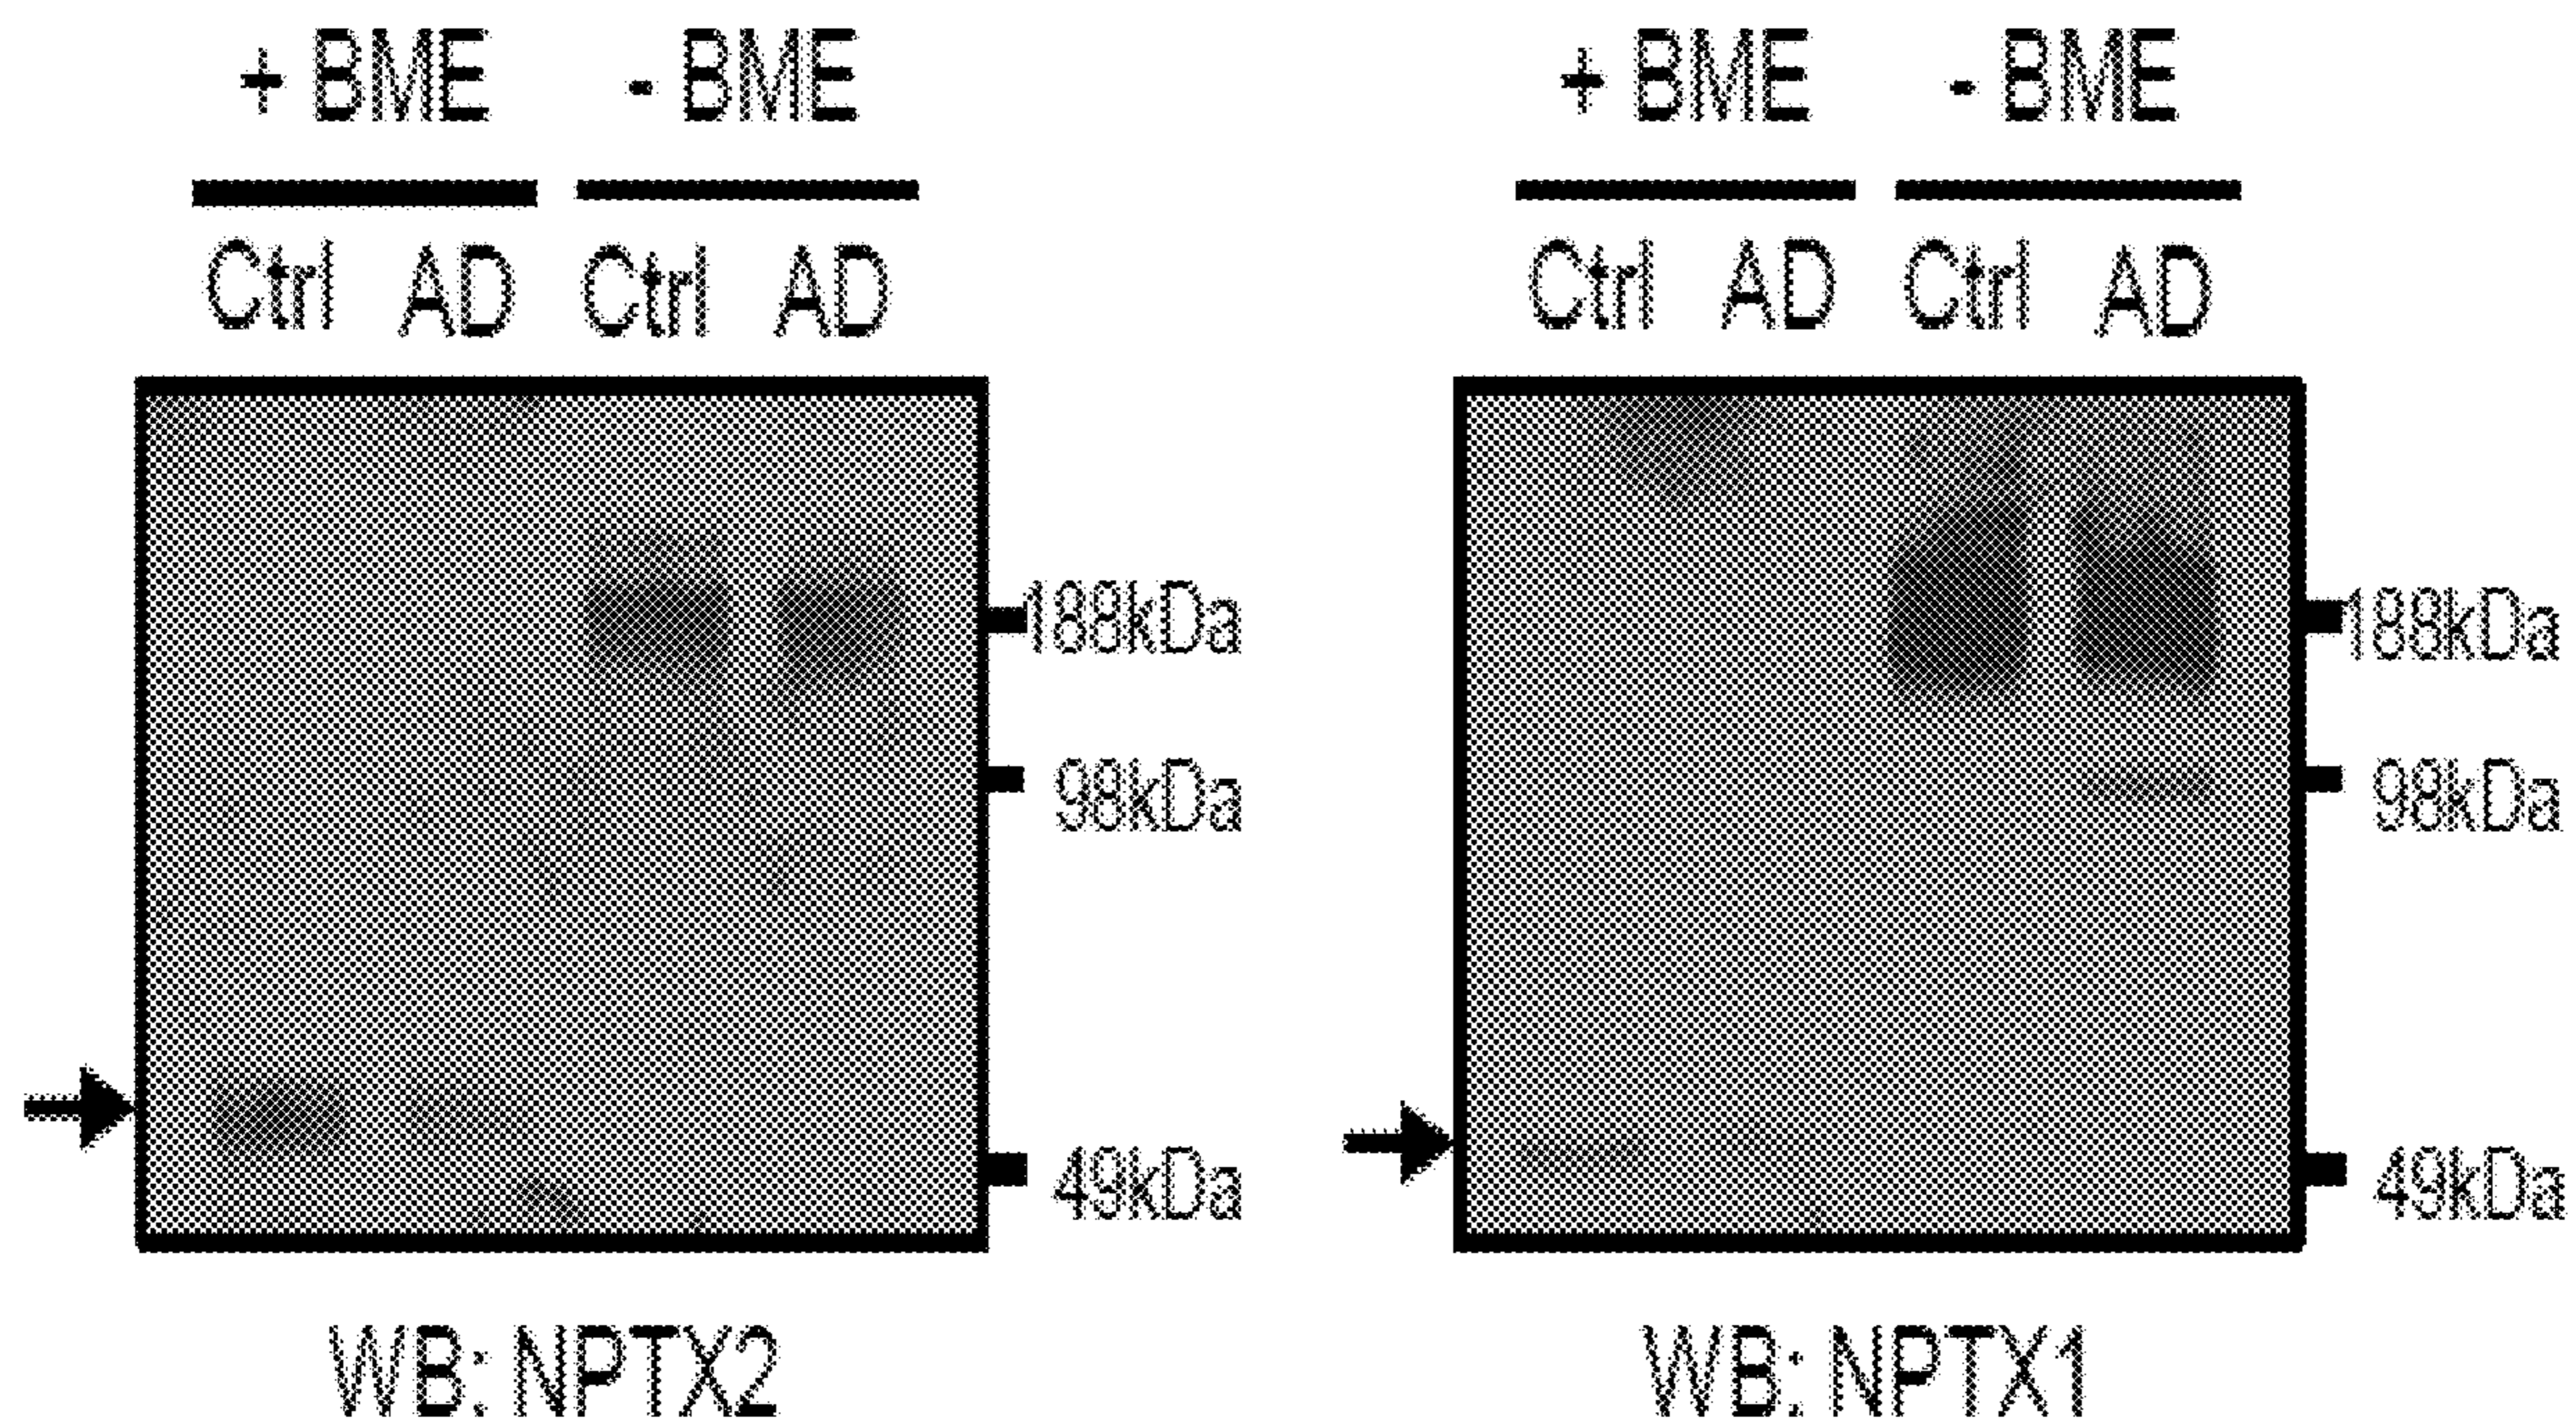 + BME - BME
Ctrl AD Ctrl AD
188kDa
98kDa
49kDa
WB: NPTX2
+ BME - BME
Ctrl AD Ctrl AD
188kDa
98kDa
49kDa
WB: NPTX1